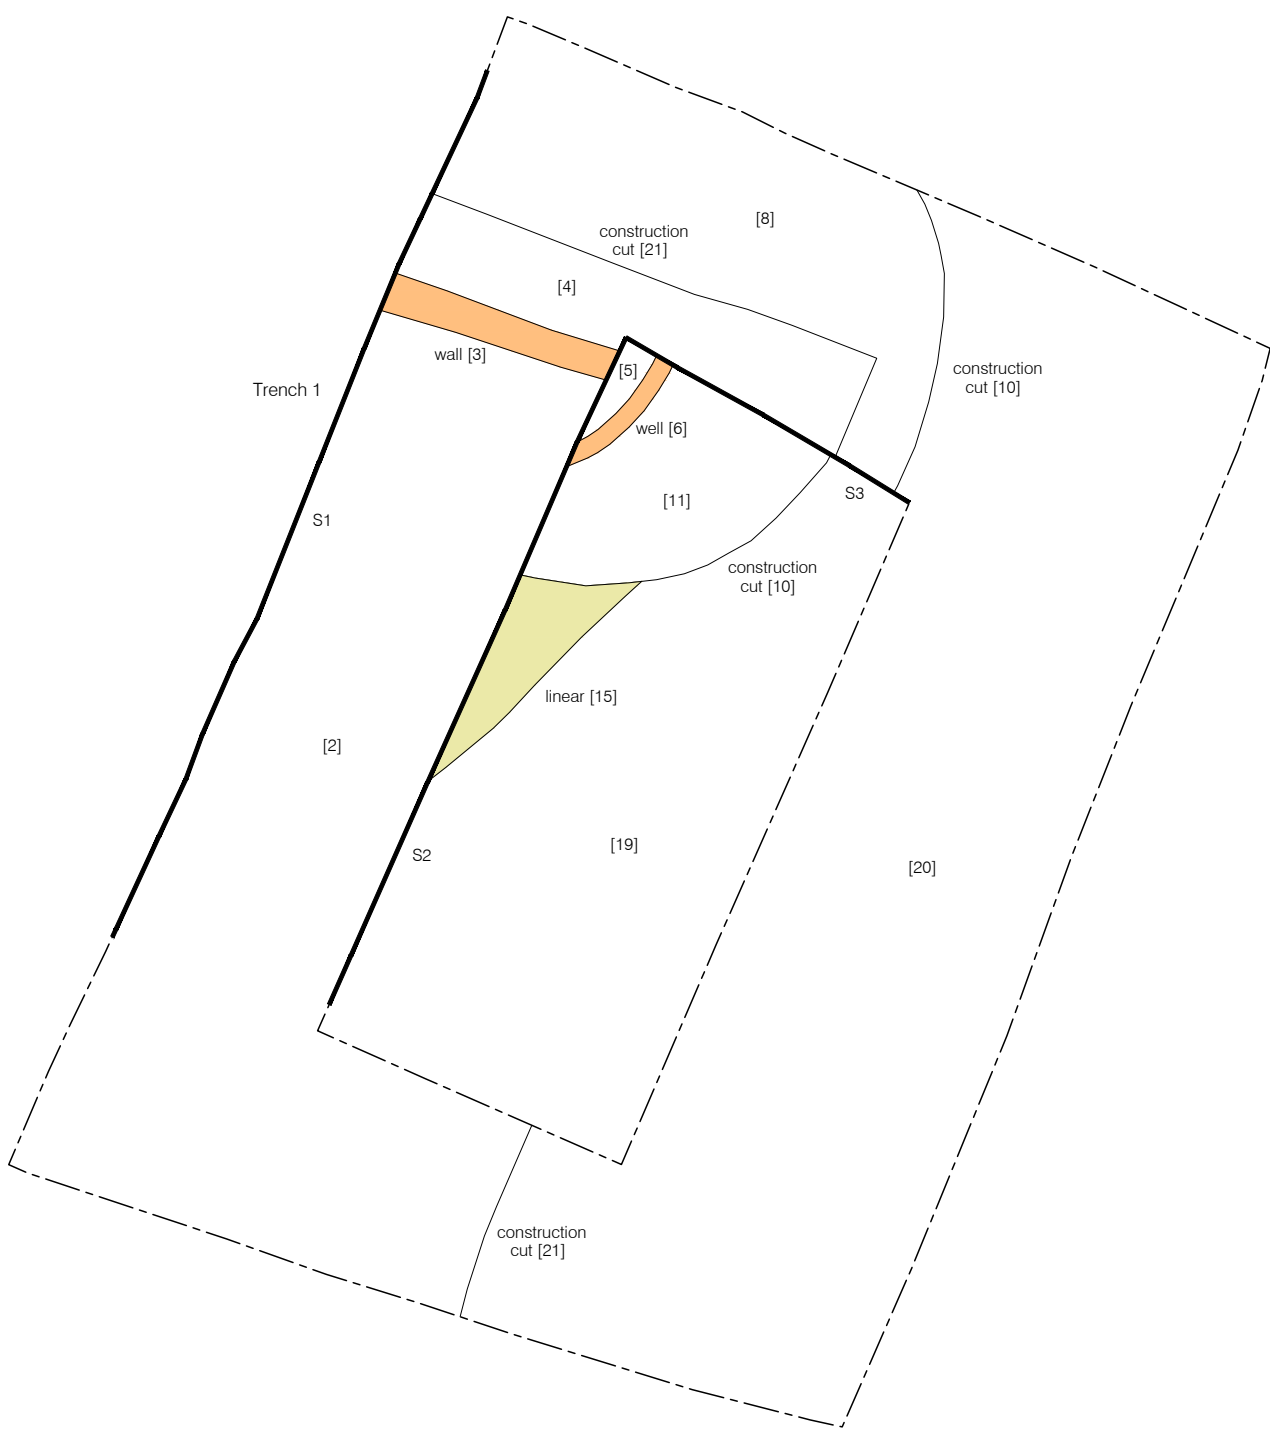 [8]
construction
cut [21]
[4]
wall [3]
[5]
construction
cut [10]
Trench 1
well [6]
[11]
S3
S1
construction
cut [10]
linear [15]
[2]
[19]
S2
[20]
construction
cut [21]